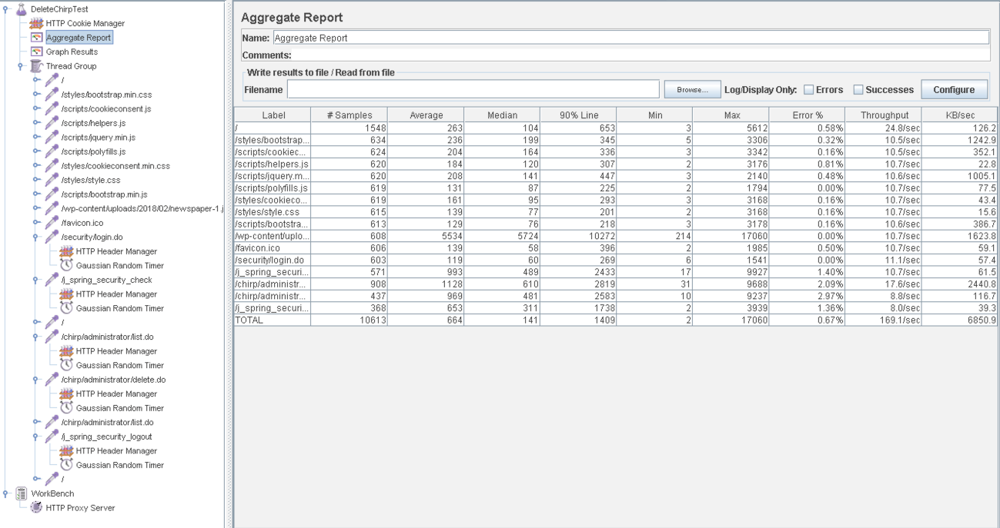 DeleteChirpTest
HTTP Cookie Manager
Aggregate Report
Graph Results
Thread Group
/
/styles/bootstrap.min.css
/scripts/cookieconsent.js
/scripts/helpers.js
/scripts/jquery.min.js
/scripts/polyfills.js
/styles/cookieconsent.min.css
/styles/style.css
/scripts/bootstrap.min.js
/wp-content/uploads/2018/02/newspaper-1.j
/favicon.ico
/security/login.do
HTTP Header Manager
Gaussian Random Timer
/j_spring_security_check
HTTP Header Manager
Gaussian Random Timer
/
/chirp/administrator/list.do
HTTP Header Manager
Gaussian Random Timer
/chirp/administrator/delete.do
HTTP Header Manager
Gaussian Random Timer
/chirp/administrator/list.do
/j_spring_security_logout
HTTP Header Manager
Gaussian Random Timer
/
WorkBench
HTTP Proxy Server
Aggregate Report
Name: Aggregate Report
Comments:
Write results to file / Read from file
Filename Browse... Log/Display Only: Errors Successes Configure
Label # Samples Average Median 90% Line Min Max Error % Throughput KB/sec
/ 1548 263 104 653 3 5612 0.58% 24.8/sec 126.2
/styles/bootstrap... 634 236 199 345 5 3306 0.32% 10.5/sec 1242.9
/scripts/cookiec... 624 204 164 336 3 3342 0.16% 10.5/sec 352.1
/scripts/helpers.js 620 184 120 307 2 3176 0.81% 10.7/sec 22.8
/scripts/jquery.m... 620 208 141 447 3 2140 0.48% 10.6/sec 1005.1
/scripts/polyfills.js 619 131 87 225 2 1794 0.00% 10.7/sec 77.5
/styles/cookieco... 619 161 95 293 3 3168 0.16% 10.7/sec 43.4
/styles/style.css 615 139 77 201 2 3168 0.16% 10.7/sec 15.6
/scripts/bootstra... 613 129 76 218 3 3178 0.16% 10.6/sec 386.7
/wp-content/uplo... 608 5534 5724 10272 214 17060 0.00% 10.7/sec 1623.8
/favicon.ico 606 139 58 396 2 1985 0.50% 10.7/sec 59.1
/security/login.do 603 119 60 269 6 1541 0.00% 11.1/sec 57.4
/j_spring_securi... 571 993 489 2433 17 9927 1.40% 10.7/sec 61.5
/chirp/administr... 908 1128 610 2819 31 9688 2.09% 17.6/sec 2440.8
/chirp/administr... 437 969 481 2583 10 9237 2.97% 8.8/sec 116.7
/j_spring_securi... 368 653 311 1738 2 3939 1.36% 8.0/sec 39.3
TOTAL 10613 664 141 1409 2 17060 0.67% 169.1/sec 6850.9